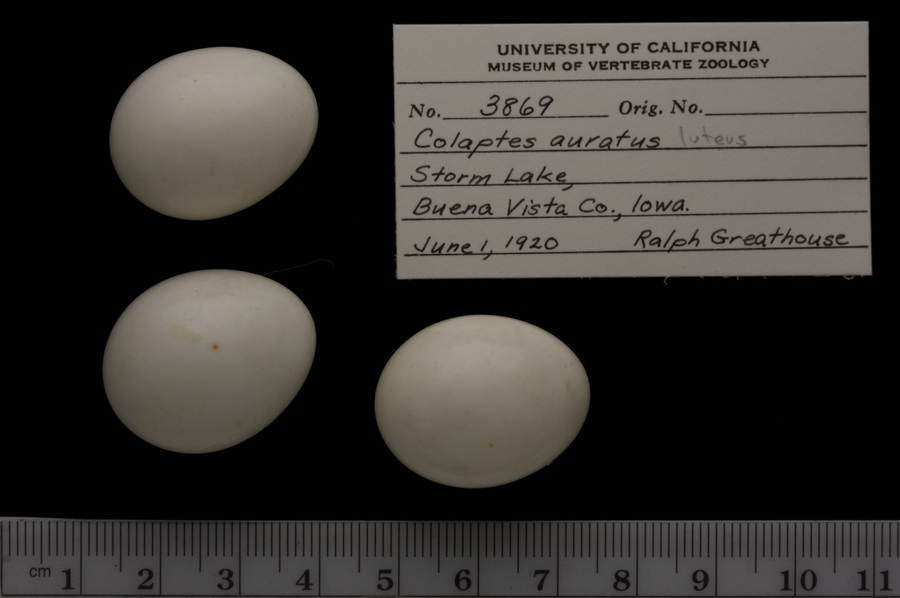 UNIVERSITY OF CALIFORNIA
MUSEUM OF VERTEBRATE ZOOLOGY
No. 3869 Orig. No.
Colaptes auratus luteus
Storm Lake,
Buena Vista Co., Iowa.
June 1, 1920 Ralph Greathouse
cm 1 2 3 4 5 6 7 8 9 10 11